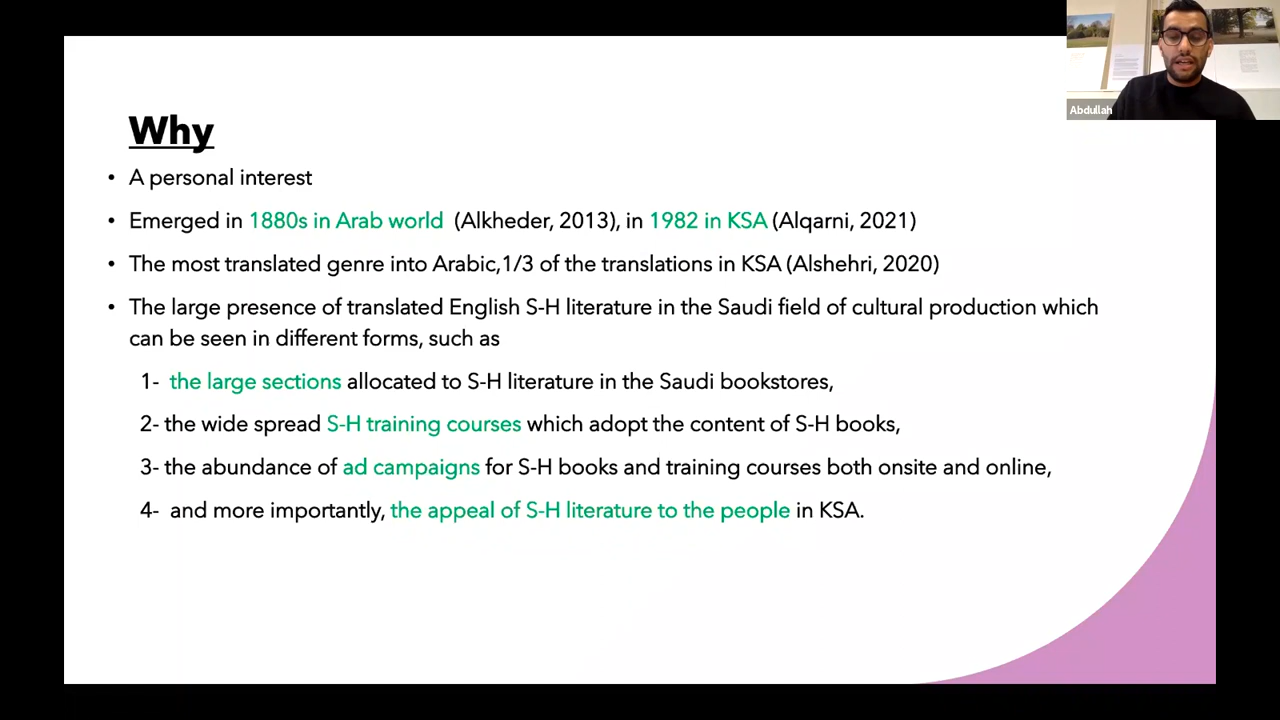 Abdullah
Why
• A personal interest
• Emerged in 1880s in Arab world (Alkheder, 2013), in 1982 in KSA (Alqarni, 2021)
• The most translated genre into Arabic,1/3 of the translations in KSA (Alshehri, 2020)
• The large presence of translated English S-H literature in the Saudi field of cultural production which
can be seen in different forms, such as
1- the large sections allocated to S-H literature in the Saudi bookstores,
2- the wide spread S-H training courses which adopt the content of S-H books,
3- the abundance of ad campaigns for S-H books and training courses both onsite and online,
4- and more importantly, the appeal of S-H literature to the people in KSA.